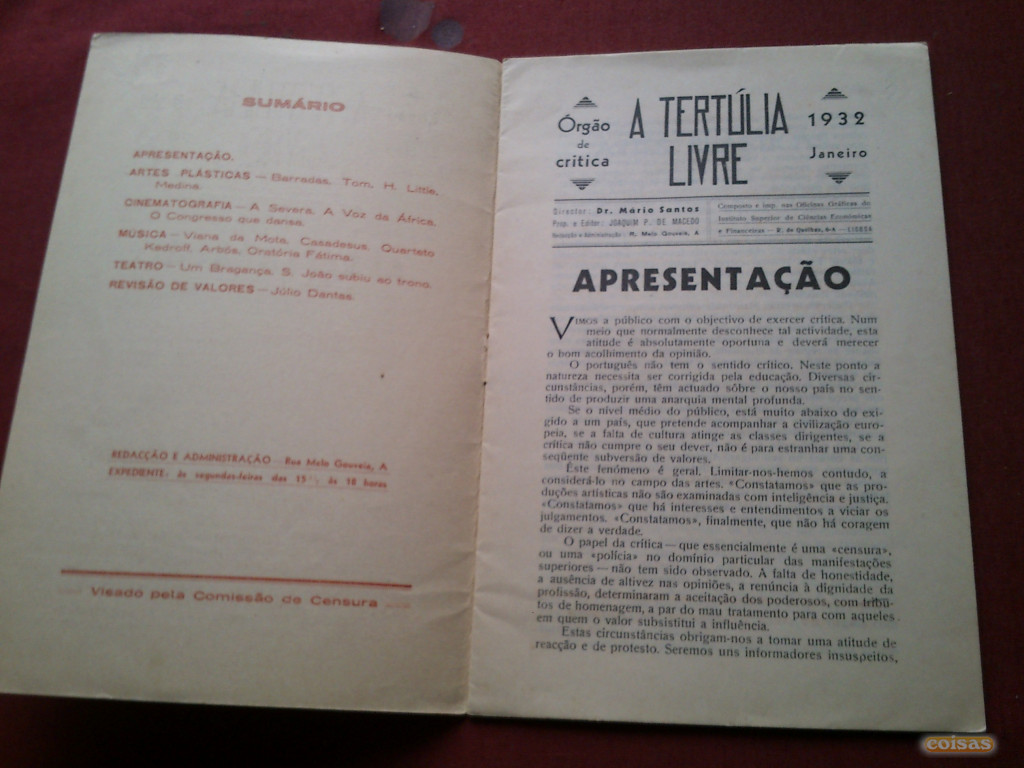 SUMÁRIO
APRESENTAÇÃO.
ARTES PLÁSTICAS — Barradas, Tom, H. Little,
Medina.
CINEMATOGRAFIA — A Severa. A Voz da África.
O Congresso que dansa.
MÚSICA — Viana da Mota, Casadesus, Quarteto
Kedroff, Arbós, Oratória Fátima.
TEATRO — Um Bragança. S. João subiu ao trono.
REVISÃO DE VALORES — Júlio Dantas.
REDACÇÃO E ADMINISTRAÇÃO — Rua Melo Gouveia, A
EXPEDIENTE: às segundas-feiras das 15 às 18 horas
Visado pela Comissão de Censura
Órgão
de
crítica
A TERTÚLIA
LIVRE
1932
Janeiro
Director: Dr. Mário Santos
Prop. e Editor: JOAQUIM P. DE MACEDO
Redacção e Administração: R. Melo Gouveia, A
Composto e imp. nas Oficinas Gráficas do
Instituto Superior de Ciências Económicas
e Financeiras — R. do Quelhas, 6-A — LISBOA
APRESENTAÇÃO
VIMOS a público com o objectivo de exercer crítica. Num
meio que normalmente desconhece tal actividade, esta
atitude é absolutamente oportuna e deverá merecer
o bom acolhimento da opinião.
O português não tem o sentido crítico. Neste ponto a
natureza necessita ser corrigida pela educação. Diversas cir-
cunstâncias, porém, têm actuado sôbre o nosso país no sen-
tido de produzir uma anarquia mental profunda.
Se o nível médio do público, está muito abaixo do exi-
gido a um país, que pretende acompanhar a civilização euro-
peia, se a falta de cultura atinge as classes dirigentes, se a
crítica não cumpre o seu dever, não é para estranhar uma con-
seqüente subversão de valores.
Êste fenómeno é geral. Limitar-nos-hemos contudo, a
considerá-lo no campo das artes. «Constatamos» que as pro-
duções artísticas não são examinadas com inteligência e justiça.
«Constatamos» que há interesses e entendimentos a viciar os
julgamentos. «Constatamos», finalmente, que não há coragem
de dizer a verdade.
O papel da crítica — que essencialmente é uma «censura»,
ou uma «polícia» no domínio particular das manifestações
superiores — não tem sido observado. A falta de honestidade,
a ausência de altivez nas opiniões, a renúncia à dignidade da
profissão, determinaram a aceitação dos poderosos, com tribu-
tos de homenagem, a par do mau tratamento para com aqueles
em quem o valor subsistitui a influência.
Estas circunstâncias obrigam-nos a tomar uma atitude de
reacção e de protesto. Seremos uns informadores insuspeitos,
coisas